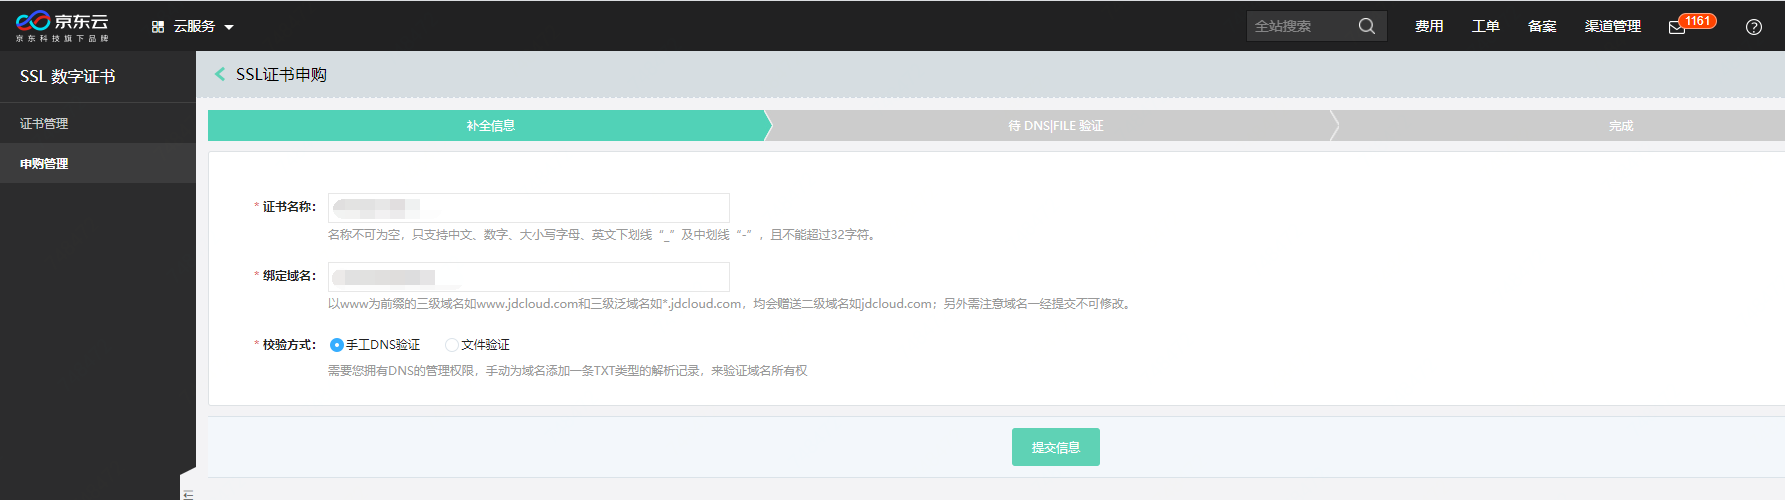 京东云
京东科技旗下品牌
云服务
全站搜索
费用
工单
备案
渠道管理
1161
SSL 数字证书
证书管理
申购管理
SSL证书申购
补全信息
待 DNS|FILE 验证
完成
* 证书名称：
名称不可为空，只支持中文、数字、大小写字母、英文下划线“_”及中划线“-”，且不能超过32字符。
* 绑定域名：
以www为前缀的三级域名如www.jdcloud.com和三级泛域名如*.jdcloud.com，均会赠送二级域名如jdcloud.com；另外需注意域名一经提交不可修改。
* 校验方式： 手工DNS验证 文件验证
需要您拥有DNS的管理权限，手动为域名添加一条TXT类型的解析记录，来验证域名所有权
提交信息